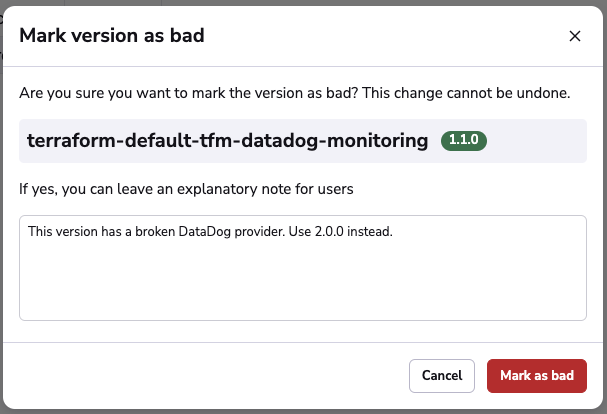 Mark version as bad
Are you sure you want to mark the version as bad? This change cannot be undone.
terraform-default-tfm-datadog-monitoring 1.1.0
If yes, you can leave an explanatory note for users
This version has a broken DataDog provider. Use 2.0.0 instead.
Cancel Mark as bad